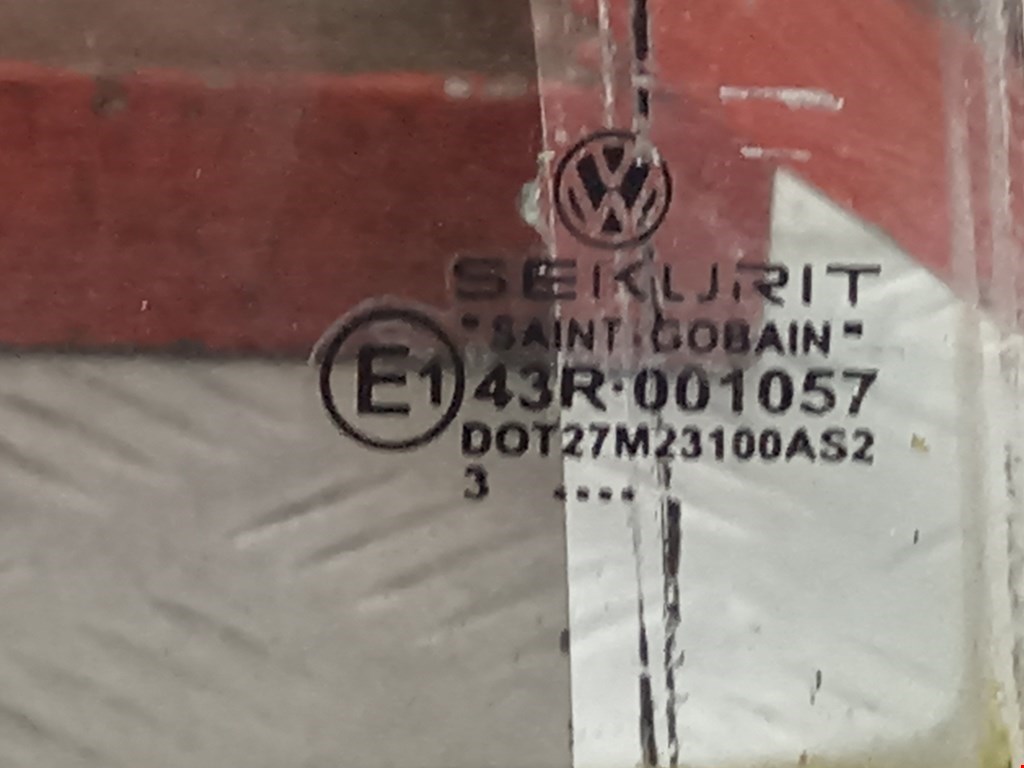 SEKURIT
"SAINT-GOBAIN"
E1 43R-001057
DOT27M23100AS2
3 ....